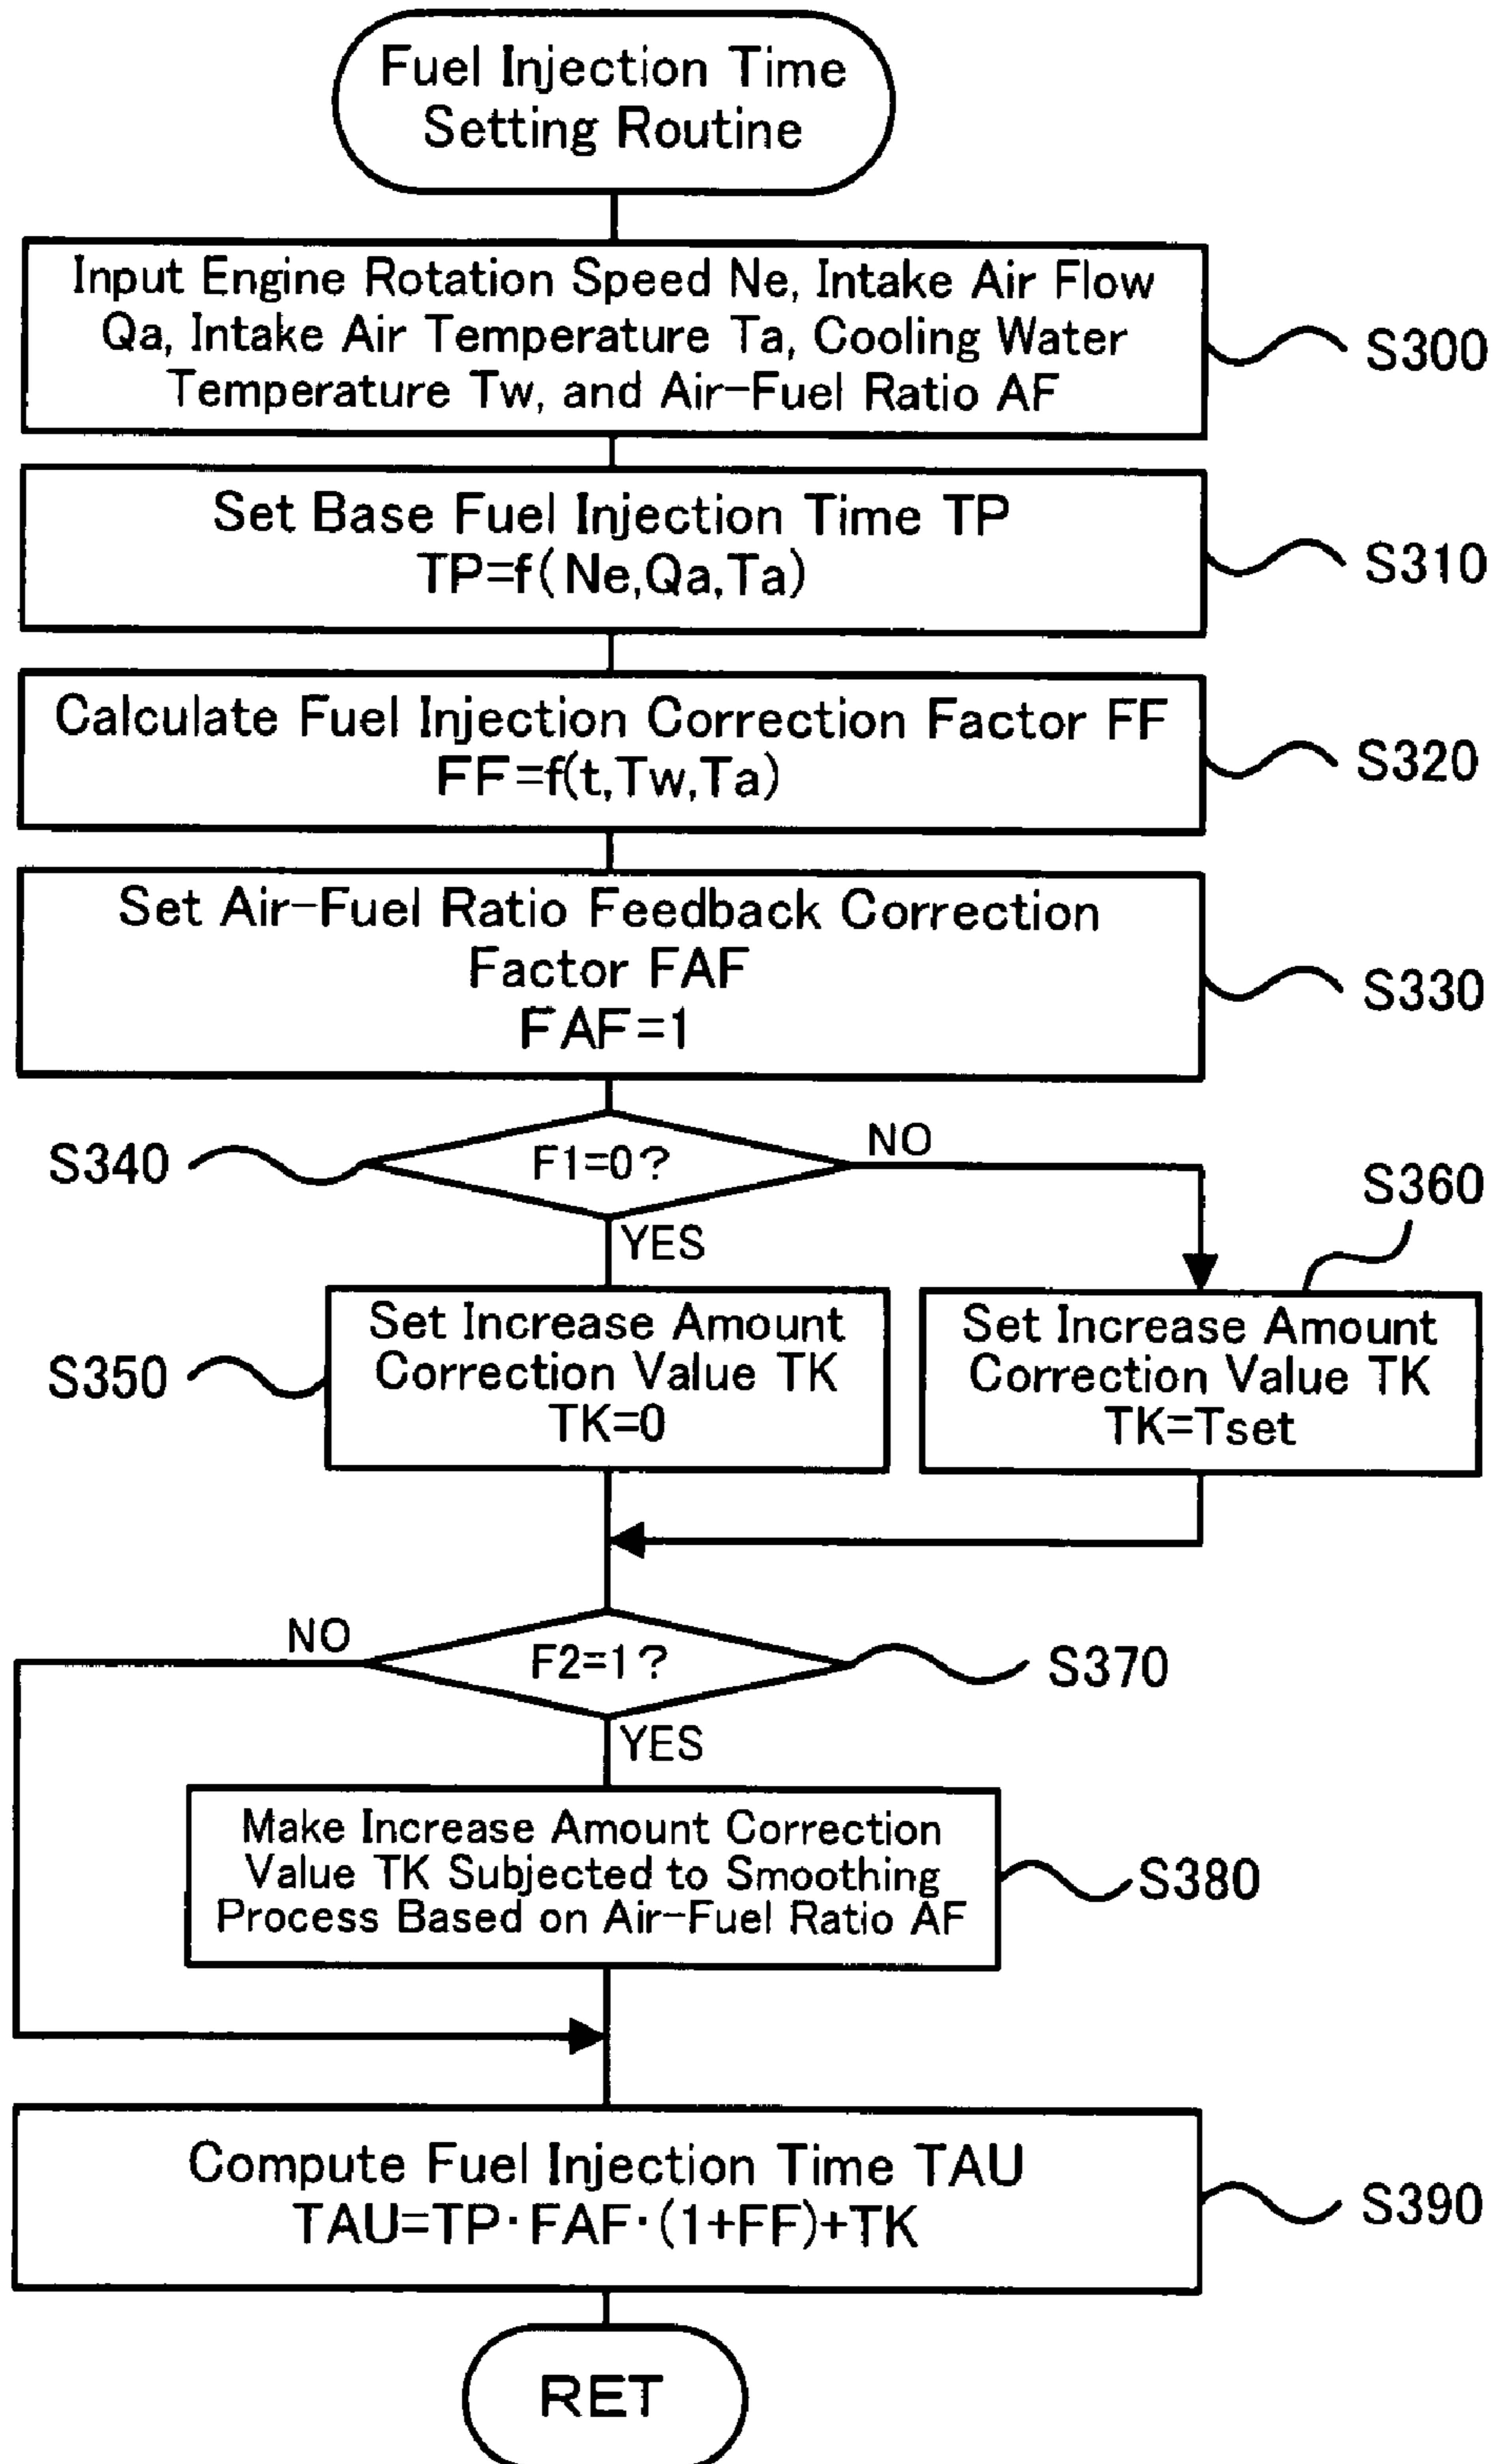 Fuel Injection Time
Setting Routine
Input Engine Rotation Speed Ne, Intake Air Flow
Qa, Intake Air Temperature Ta, Cooling Water
Temperature Tw, and Air-Fuel Ratio AF
S300
Set Base Fuel Injection Time TP
TP=f(Ne,Qa,Ta)
S310
Calculate Fuel Injection Correction Factor FF
FF=f(t,Tw,Ta)
S320
Set Air-Fuel Ratio Feedback Correction
Factor FAF
FAF=1
S330
S340
F1=0?
NO
YES
S360
S350
Set Increase Amount
Correction Value TK
TK=0
Set Increase Amount
Correction Value TK
TK=Tset
NO
F2=1?
S370
YES
Make Increase Amount Correction
Value TK Subjected to Smoothing
Process Based on Air-Fuel Ratio AF
S380
Compute Fuel Injection Time TAU
TAU=TP·FAF·(1+FF)+TK
S390
RET